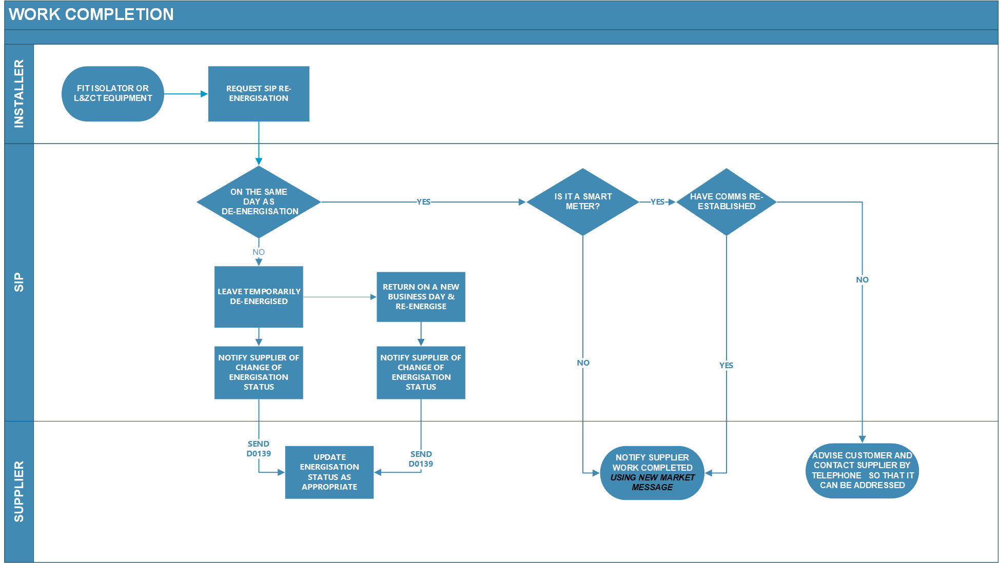 WORK COMPLETION
INSTALLER
FIT ISOLATOR OR
L&ZCT EQUIPMENT
REQUEST SIP RE-
ENERGISATION
SIP
ON THE SAME
DAY AS
DE-ENERGISATION
YES
IS IT A SMART
METER?
YES
HAVE COMMS RE-
ESTABLISHED
NO
LEAVE TEMPORARILY
DE-ENERGISED
RETURN ON A NEW
BUSINESS DAY &
RE-ENERGISE
NO
NOTIFY SUPPLIER OF
CHANGE OF
ENERGISATION
STATUS
NOTIFY SUPPLIER OF
CHANGE OF
ENERGISATION
STATUS
NO
YES
SUPPLIER
SEND
D0139
UPDATE
ENERGISATION
STATUS AS
APPROPRIATE
SEND
D0139
NOTIFY SUPPLIER
WORK COMPLETED
USING NEW MARKET
MESSAGE
ADVISE CUSTOMER AND
CONTACT SUPPLIER BY
TELEPHONE   SO THAT IT
CAN BE ADDRESSED